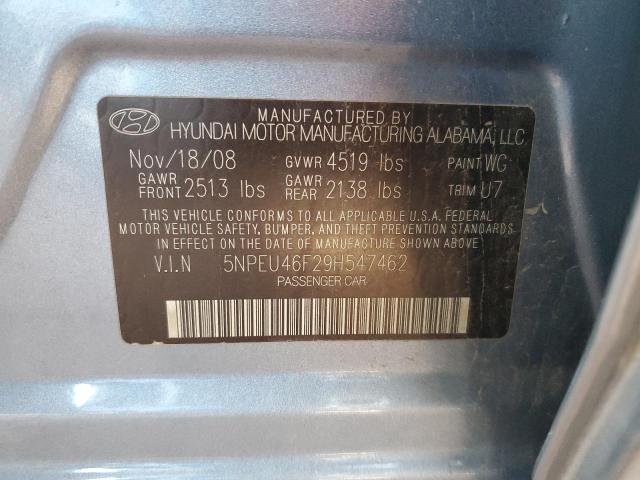 MANUFACTURED BY
HYUNDAI MOTOR MANUFACTURING ALABAMA, LLC
Nov/18/08 GVWR 4519 lbs PAINT WG
GAWR FRONT 2513 lbs GAWR REAR 2138 lbs TRIM U7
THIS VEHICLE CONFORMS TO ALL APPLICABLE U.S.A. FEDERAL
MOTOR VEHICLE SAFETY, BUMPER, AND THEFT PREVENTION STANDARDS
IN EFFECT ON THE DATE OF MANUFACTURE SHOWN ABOVE
V.I.N 5NPEU46F29H547462
PASSENGER CAR